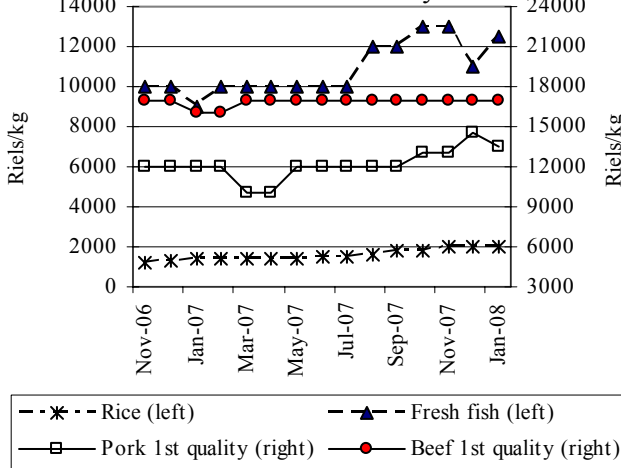 14000
12000
10000
8000
6000
4000
2000
0
Riels/kg
24000
21000
18000
15000
12000
9000
6000
3000
Riels/kg
Nov-06
Jan-07
Mar-07
May-07
Jul-07
Sep-07
Nov-07
Jan-08
Rice (left)
Fresh fish (left)
Pork 1st quality (right)
Beef 1st quality (right)